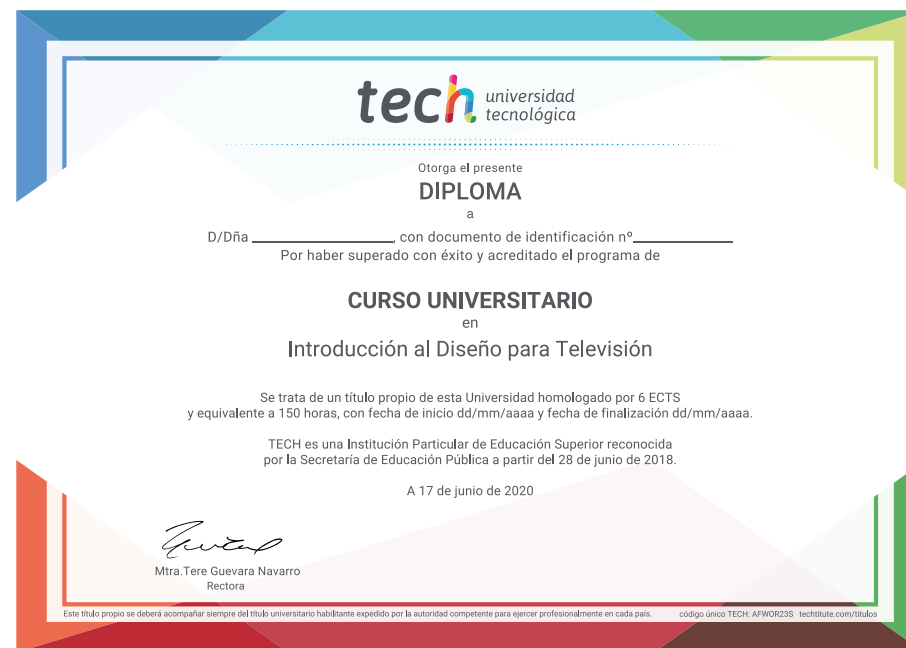 tech universidad
tecnológica
Otorga el presente
DIPLOMA
a
D/Dña ____________________, con documento de identificación nº______________
Por haber superado con éxito y acreditado el programa de
CURSO UNIVERSITARIO
en
Introducción al Diseño para Televisión
Se trata de un título propio de esta Universidad homologado por 6 ECTS
y equivalente a 150 horas, con fecha de inicio dd/mm/aaaa y fecha de finalización dd/mm/aaaa.
TECH es una Institución Particular de Educación Superior reconocida
por la Secretaría de Educación Pública a partir del 28 de junio de 2018.
A 17 de junio de 2020
Mtra.Tere Guevara Navarro
Rectora
Este título propio se deberá acompañar siempre del título universitario habilitante expedido por la autoridad competente para ejercer profesionalmente en cada país. código único TECH: AFWOR23S techtitute.com/titulos